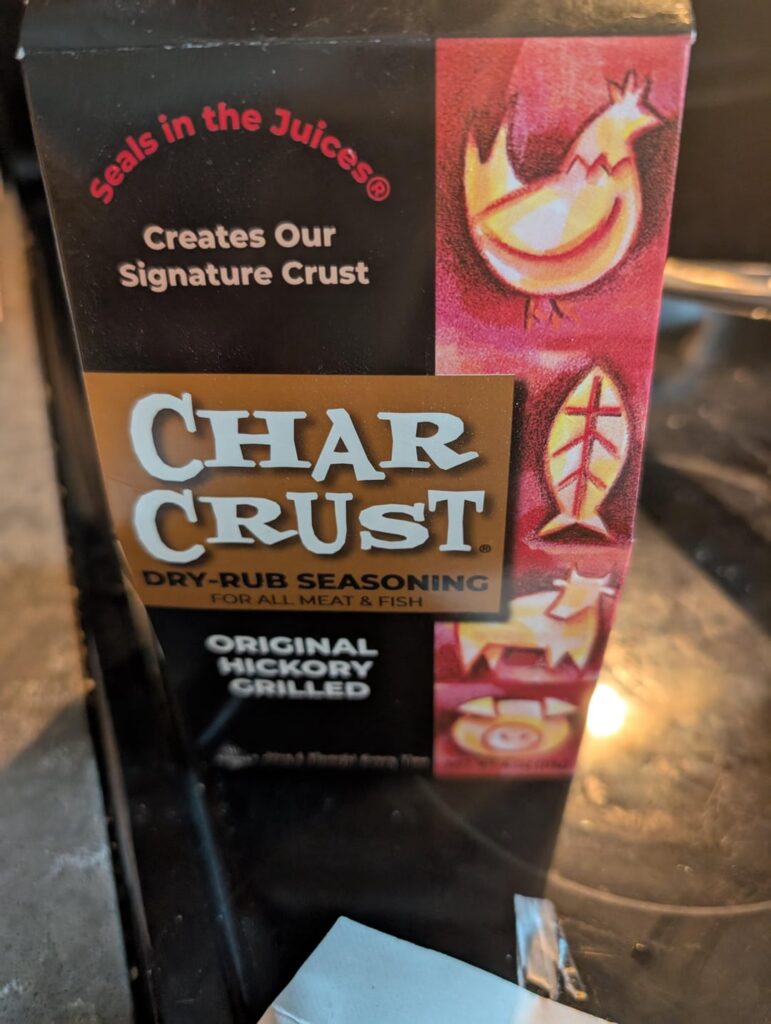 Seals in the Juices®
Creates Our
Signature Crust
CHAR
CRUST®
DRY-RUB SEASONING
FOR ALL MEAT & FISH
ORIGINAL
HICKORY
GRILLED